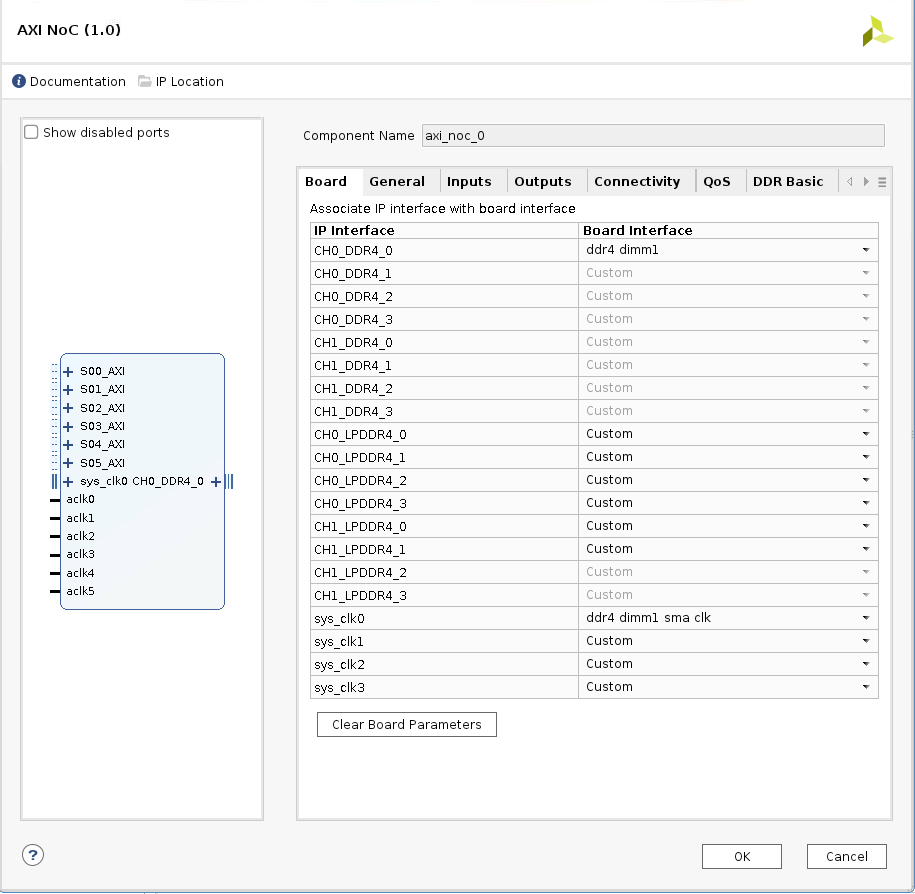 AXI NoC (1.0)
Documentation IP Location
Show disabled ports
S00_AXI
S01_AXI
S02_AXI
S03_AXI
S04_AXI
S05_AXI
sys_clk0 CH0_DDR4_0
aclk0
aclk1
aclk2
aclk3
aclk4
aclk5
Component Name axi_noc_0
Board General Inputs Outputs Connectivity QoS DDR Basic
Associate IP interface with board interface
IP Interface Board Interface
CH0_DDR4_0 ddr4 dimm1
CH0_DDR4_1 Custom
CH0_DDR4_2 Custom
CH0_DDR4_3 Custom
CH1_DDR4_0 Custom
CH1_DDR4_1 Custom
CH1_DDR4_2 Custom
CH1_DDR4_3 Custom
CH0_LPDDR4_0 Custom
CH0_LPDDR4_1 Custom
CH0_LPDDR4_2 Custom
CH0_LPDDR4_3 Custom
CH1_LPDDR4_0 Custom
CH1_LPDDR4_1 Custom
CH1_LPDDR4_2 Custom
CH1_LPDDR4_3 Custom
sys_clk0 ddr4 dimm1 sma clk
sys_clk1 Custom
sys_clk2 Custom
sys_clk3 Custom
Clear Board Parameters
? OK Cancel